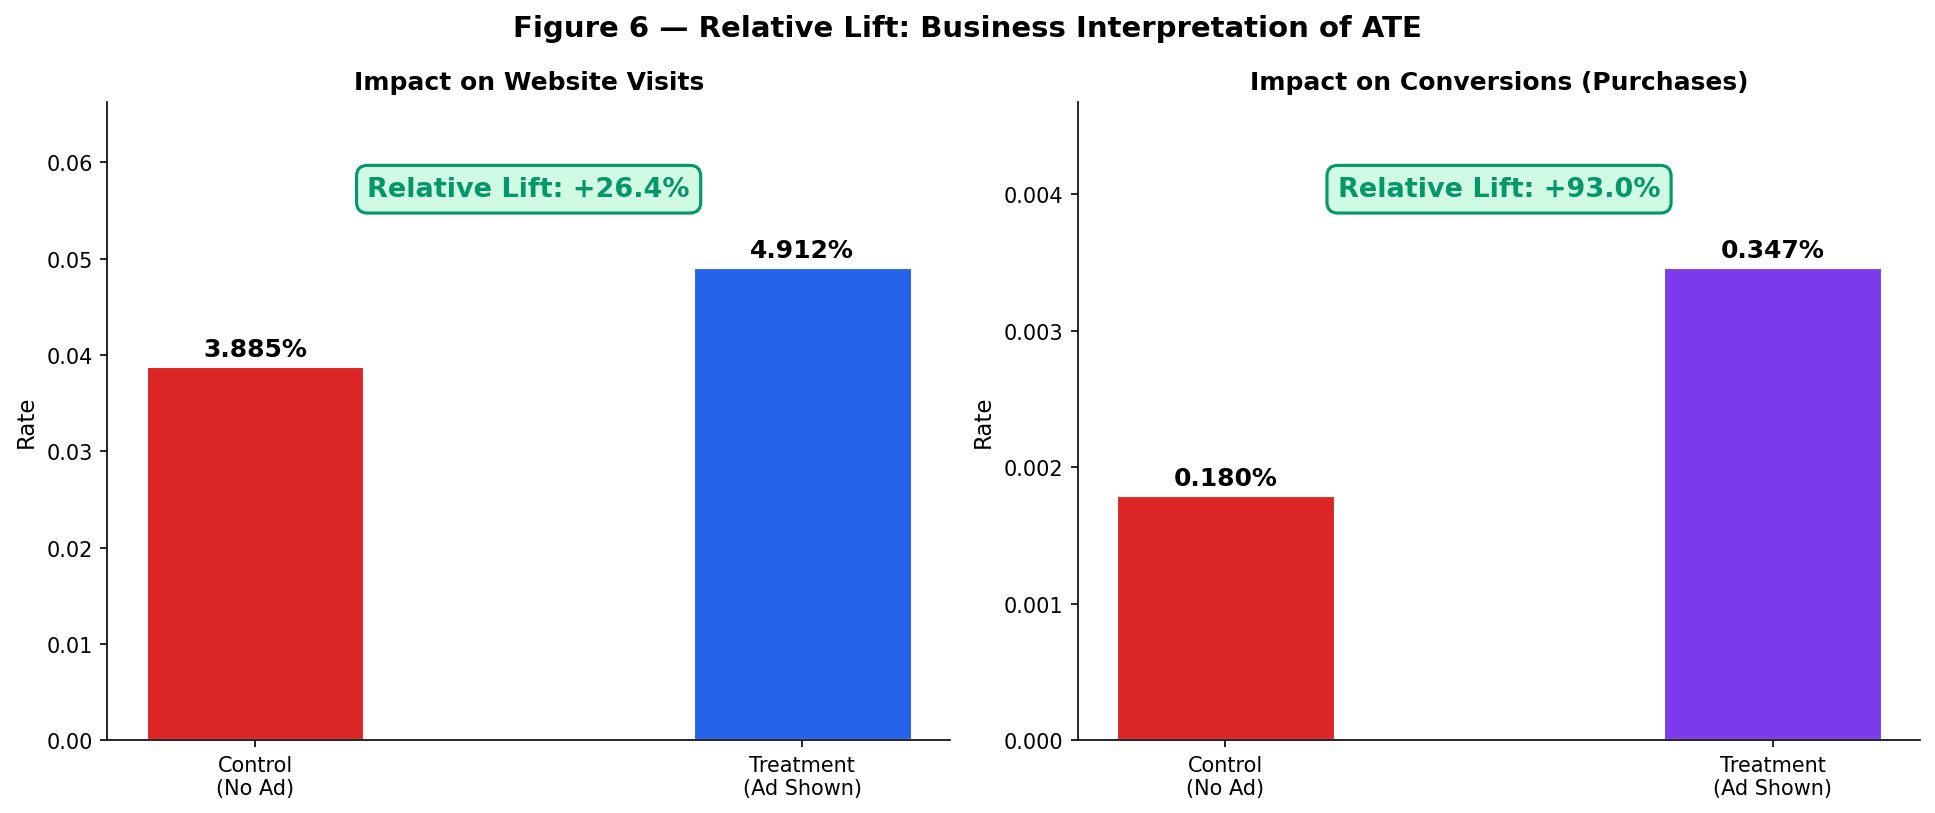 Figure 6 — Relative Lift: Business Interpretation of ATE
Impact on Website Visits
Rate
0.06
0.05
0.04
0.03
0.02
0.01
0.00
Relative Lift: +26.4%
3.885%
4.912%
Control
(No Ad)
Treatment
(Ad Shown)
Impact on Conversions (Purchases)
Rate
0.004
0.003
0.002
0.001
0.000
Relative Lift: +93.0%
0.180%
0.347%
Control
(No Ad)
Treatment
(Ad Shown)